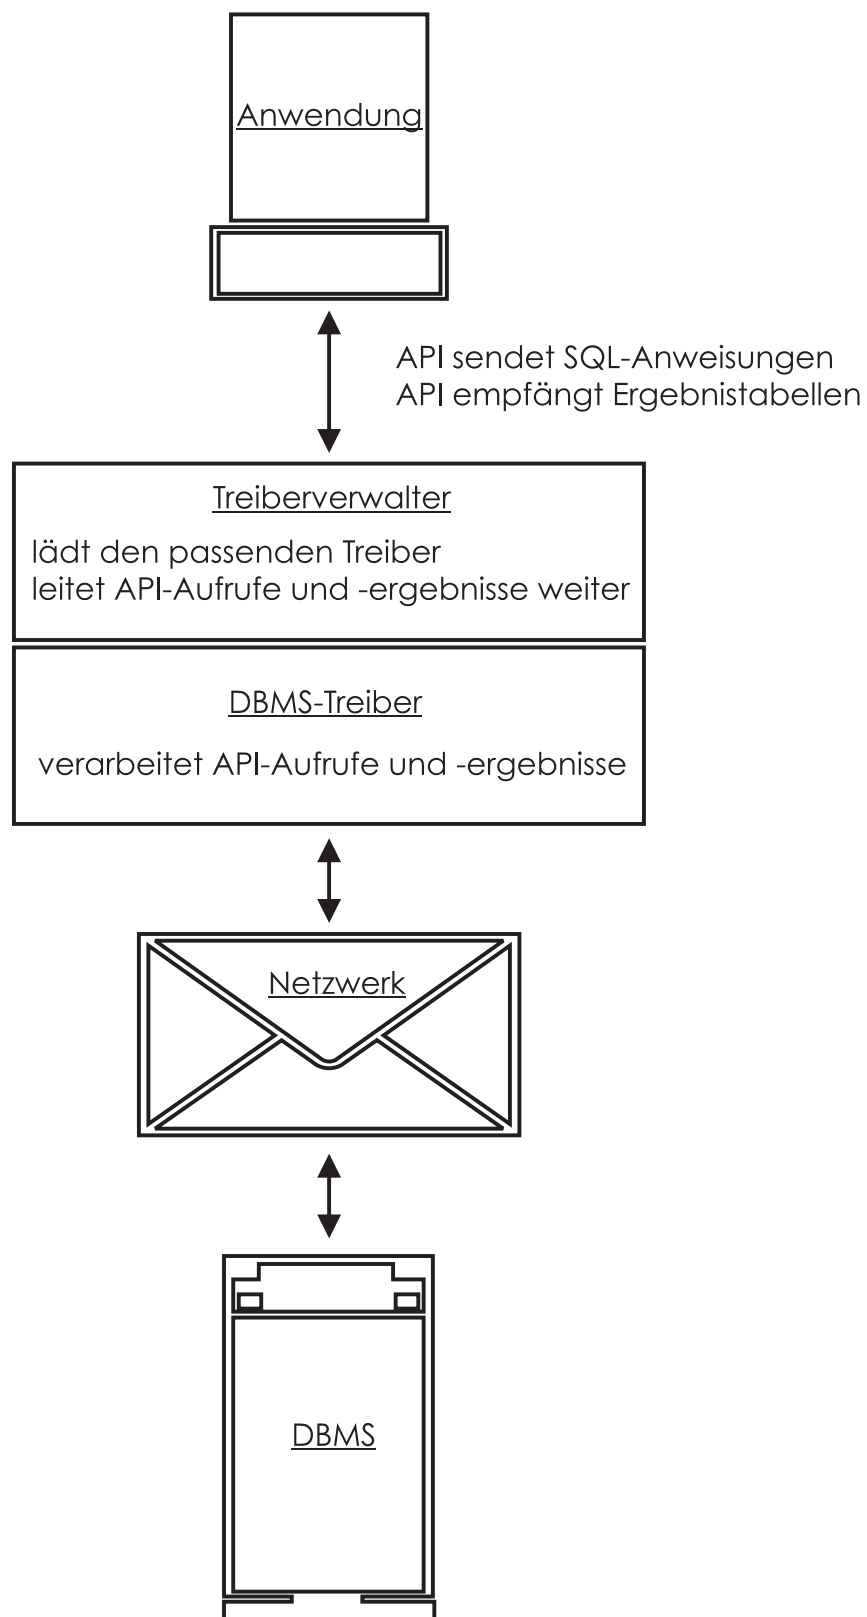 Anwendung
API sendet SQL-Anweisungen
API empfängt Ergebnistabellen
Treiberverwalter
lädt den passenden Treiber
leitet API-Aufrufe und -ergebnisse weiter
DBMS-Treiber
verarbeitet API-Aufrufe und -ergebnisse
Netzwerk
DBMS